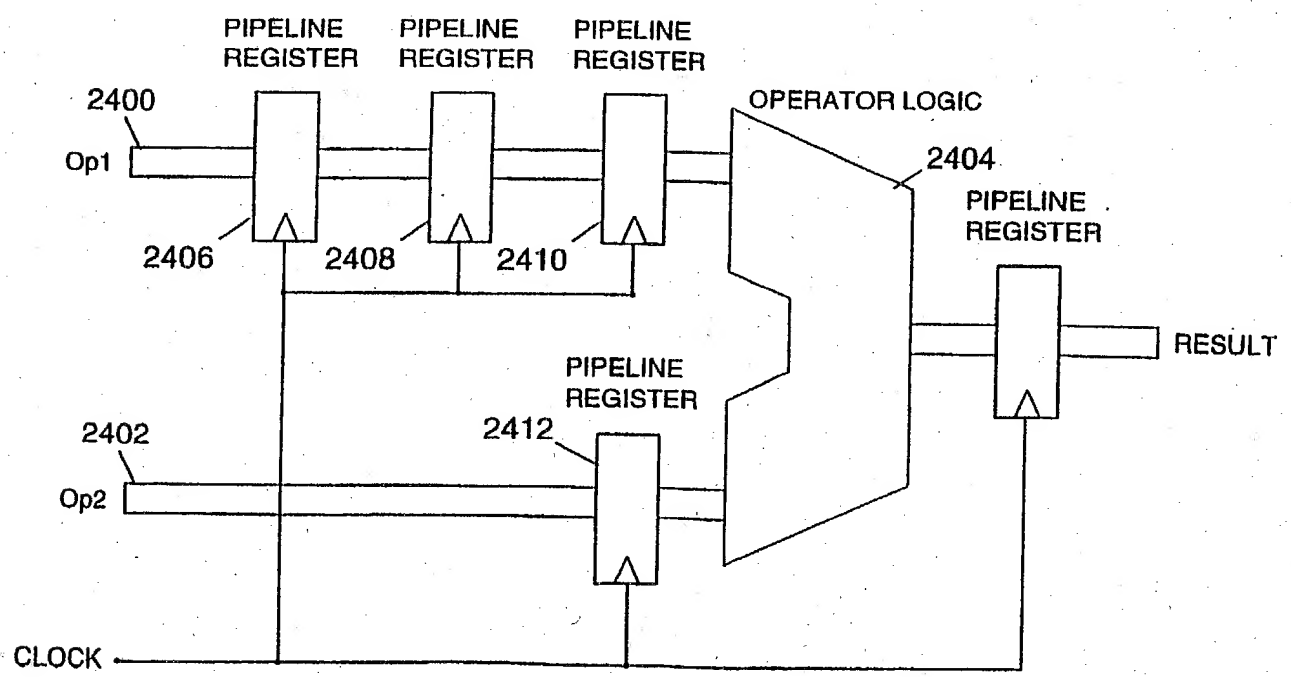 PIPELINE
REGISTER
PIPELINE
REGISTER
PIPELINE
REGISTER
2400
OPERATOR LOGIC
Op1
2404
PIPELINE
REGISTER
2406
2408
2410
RESULT
PIPELINE
REGISTER
2402
2412
Op2
CLOCK